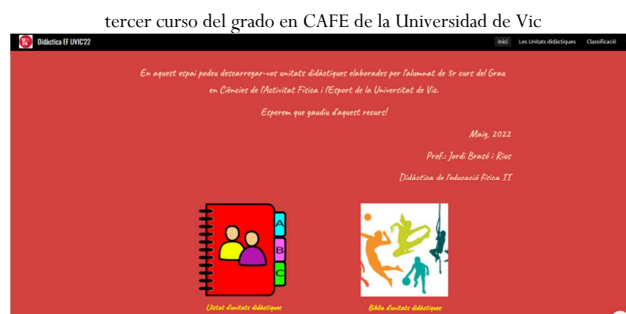 tercer curso del grado en CAFE de la Universidad de Vic
Didàctica EF UVIC'22
Inici Les Unitats didàctiques Classificació
En aquest espai podeu descarregar-vos unitats didàctiques elaborades per l'alumnat de 3r curs del Grau
en Ciències de l'Activitat Física i l'Esport de la Universitat de Vic.
Esperem que gaudiu d'aquest recurs!
Maig, 2022
Prof.: Jordi Brasó i Rius
Didàctica de l'educació física II
A
B
C
Llistat d'unitats didàctiques
Bíblia d'unitats didàctiques